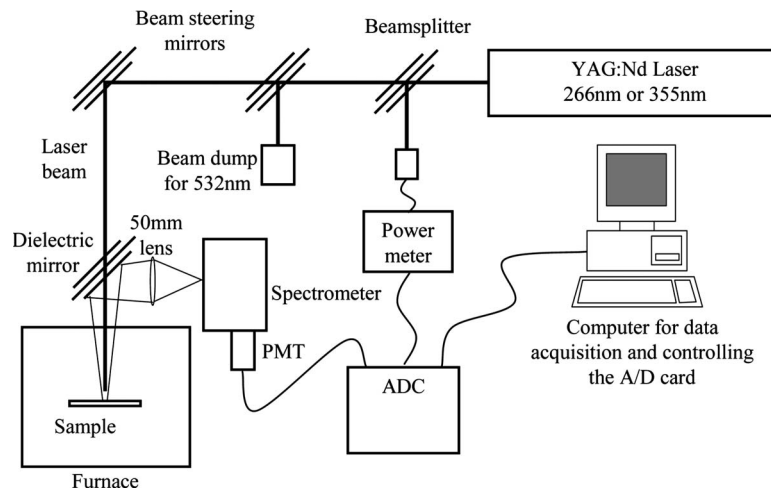 Beam steering
mirrors
Beamsplitter
YAG:Nd Laser
266nm or 355nm
Laser
beam
Beam dump
for 532nm
50mm
lens
Dielectric
mirror
Power
meter
Spectrometer
PMT
ADC
Computer for data
acquisition and controlling
the A/D card
Sample
Furnace